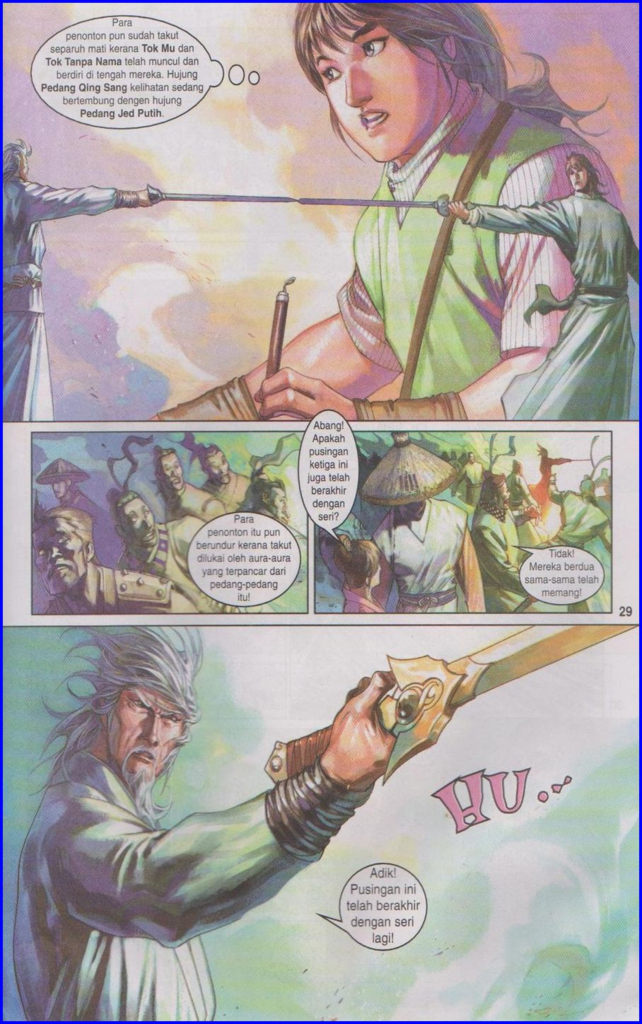 Para
penonton pun sudah takut
separuh mati kerana Tok Mu dan
Tok Tanpa Nama telah muncul dan
berdiri di tengah mereka. Hujung
Pedang Qing Sang kelihatan sedang
bertembung dengen hujung
Pedang Jed Putih.
Para
penonton itu pun
berundur kerana takut
dilukai oleh aura-aura
yang terpancar dari
pedang-pedang
itu!
Abang!
Apakah
pusingan
ketiga ini
juga telah
berakhir
dengan
seri?
Tidak!
Mereka berdua
sama-sama telah
memang!
29
HU...
Adik!
Pusingan ini
telah berakhir
dengan seri
lagi!